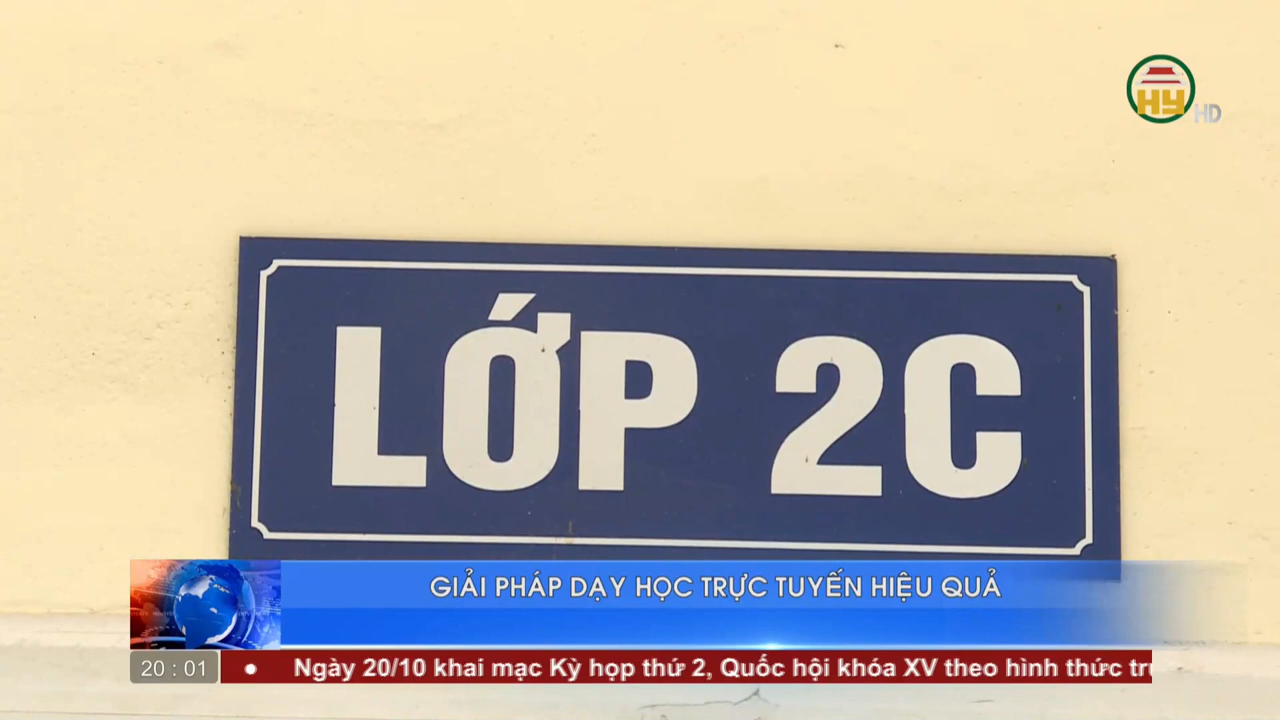 HY HD
LỚP 2C
GIẢI PHÁP DẠY HỌC TRỰC TUYẾN HIỆU QUẢ
20 : 01 • Ngày 20/10 khai mạc Kỳ họp thứ 2, Quốc hội khóa XV theo hình thức